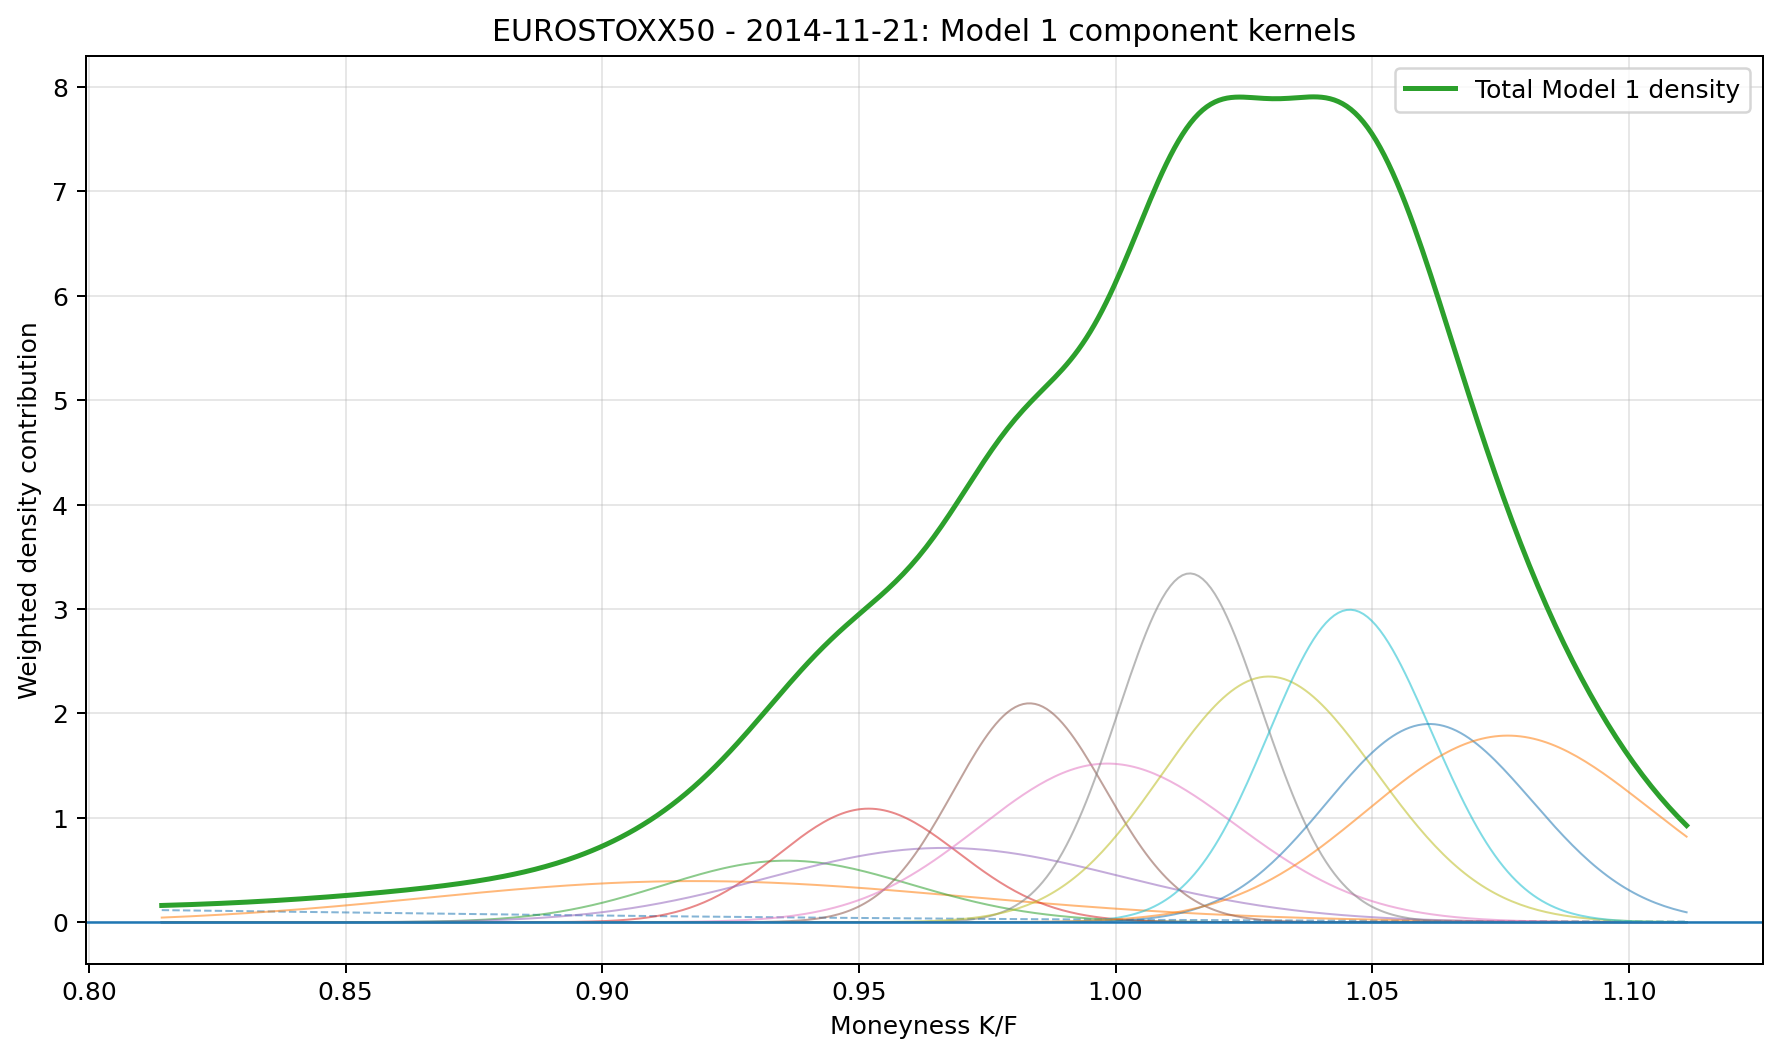 EUROSTOXX50 - 2014-11-21: Model 1 component kernels
Total Model 1 density
Weighted density contribution
8
7
6
5
4
3
2
1
0
0.80 0.85 0.90 0.95 1.00 1.05 1.10
Moneyness K/F